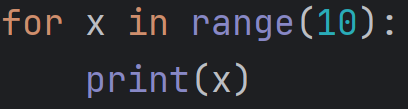 for x in range(10):
    print(x)